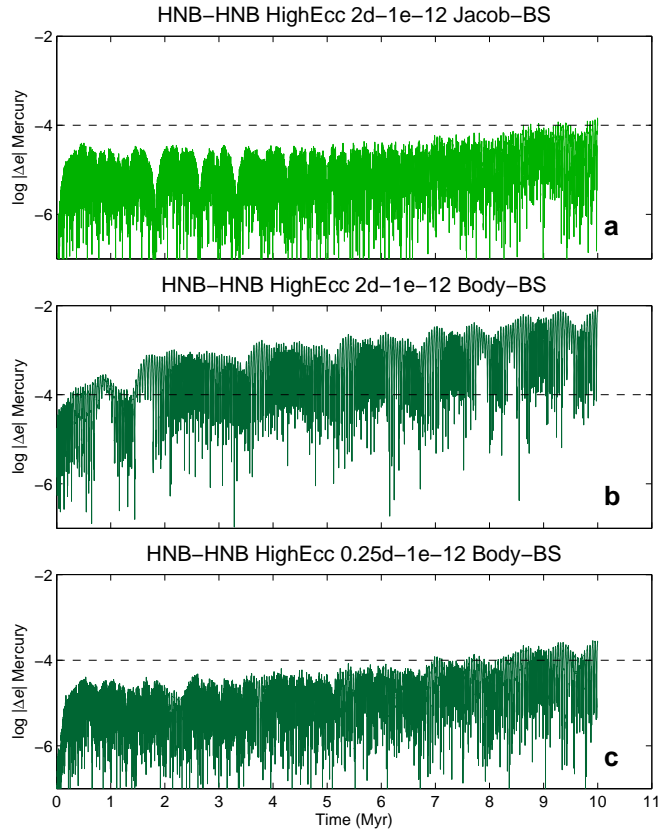 HNB−HNB HighEcc 2d−1e−12 Jacob−BS
−2
−4
−6
log |Δe| Mercury
a
HNB−HNB HighEcc 2d−1e−12 Body−BS
−2
−4
−6
log |Δe| Mercury
b
HNB−HNB HighEcc 0.25d−1e−12 Body−BS
−2
−4
−6
log |Δe| Mercury
c
0 1 2 3 4 5 6 7 8 9 10 11
Time (Myr)